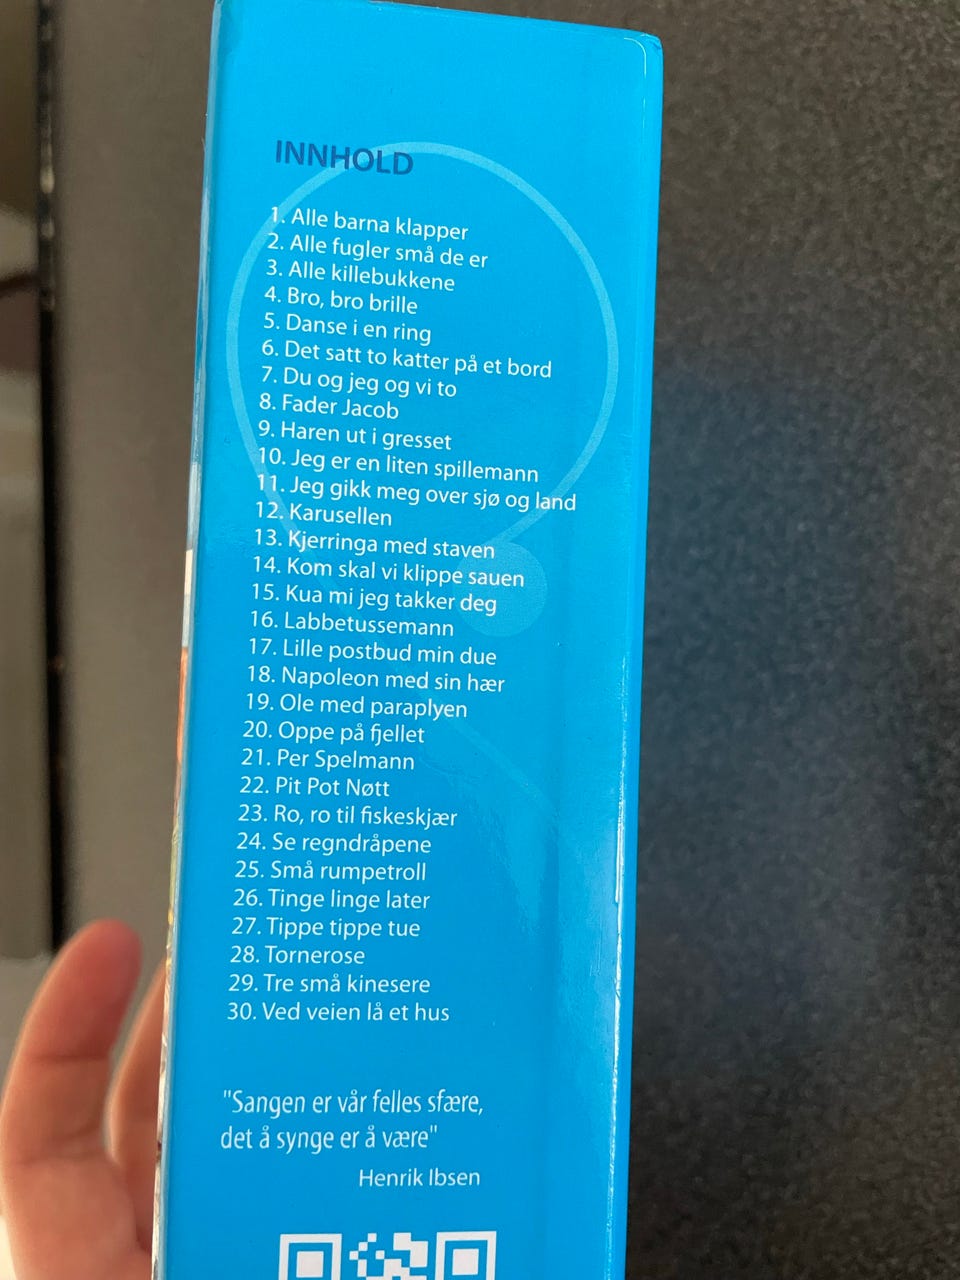 INNHOLD
1. Alle barna klapper
2. Alle fugler små de er
3. Alle killebukkene
4. Bro, bro brille
5. Danse i en ring
6. Det satt to katter på et bord
7. Du og jeg og vi to
8. Fader Jacob
9. Haren ut i gresset
10. Jeg er en liten spillemann
11. Jeg gikk meg over sjø og land
12. Karusellen
13. Kjerringa med staven
14. Kom skal vi klippe sauen
15. Kua mi jeg takker deg
16. Labbetussemann
17. Lille postbud min due
18. Napoleon med sin hær
19. Ole med paraplyen
20. Oppe på fjellet
21. Per Spelmann
22. Pit Pot Nøtt
23. Ro, ro til fiskeskjær
24. Se regndråpene
25. Små rumpetroll
26. Tinge linge later
27. Tippe tippe tue
28. Tornerose
29. Tre små kinesere
30. Ved veien lå et hus
"Sangen er vår felles sfære,
det å synge er å være"
Henrik Ibsen